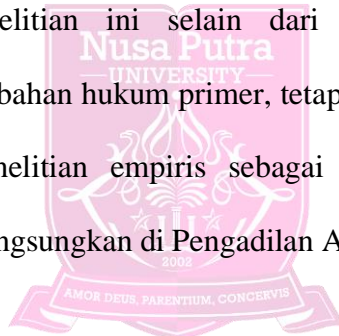 elitian ini selain dari
Nusa Putra
UNIVERSITY
bahan hukum primer, tetap
nelitian empiris sebagai
ngsungkan di Pengadilan A
2002
AMOR DEUS, PARENTIUM, CONCERVIS